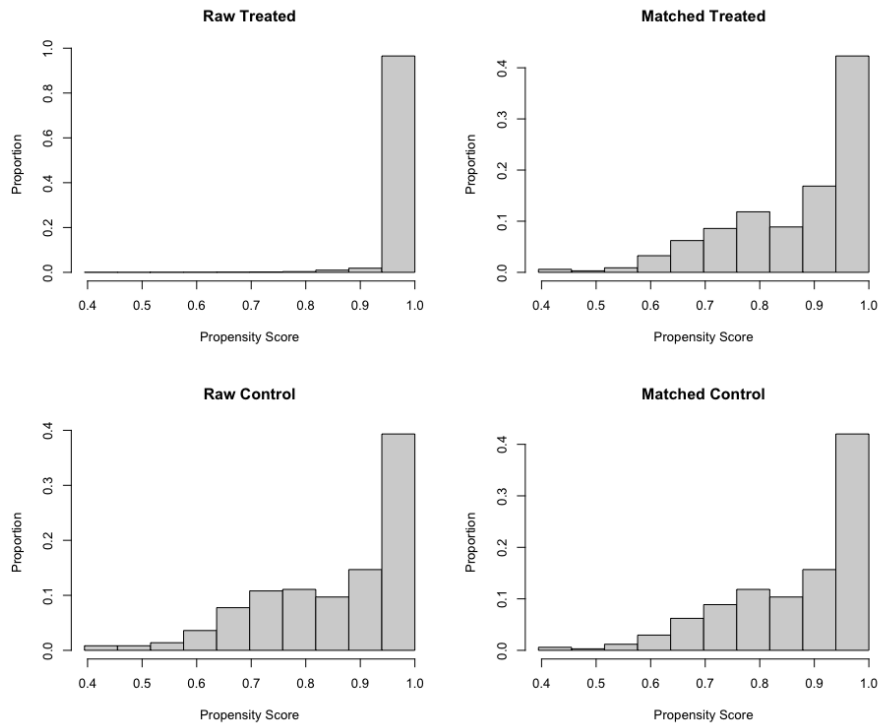 Raw Treated
Proportion
0.0 0.2 0.4 0.6 0.8 1.0
0.4 0.5 0.6 0.7 0.8 0.9 1.0
Propensity Score
Matched Treated
Proportion
0.0 0.1 0.2 0.3 0.4
0.4 0.5 0.6 0.7 0.8 0.9 1.0
Propensity Score
Raw Control
Proportion
0.0 0.1 0.2 0.3 0.4
0.4 0.5 0.6 0.7 0.8 0.9 1.0
Propensity Score
Matched Control
Proportion
0.0 0.1 0.2 0.3 0.4
0.4 0.5 0.6 0.7 0.8 0.9 1.0
Propensity Score